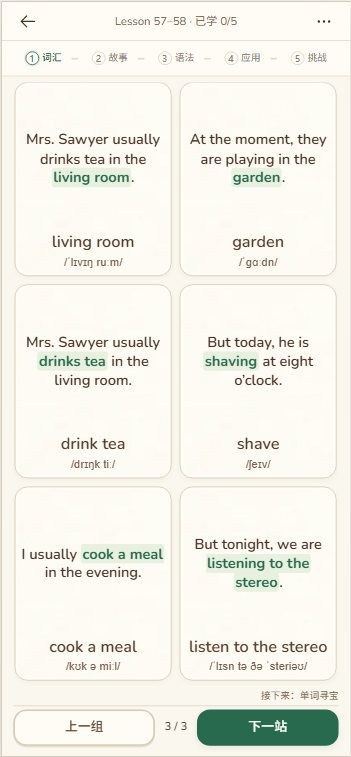 Lesson 57–58 · 已学 0/5
1 词汇 – 2 故事 – 3 语法 – 4 应用 – 5 挑战
Mrs. Sawyer usually
drinks tea in the
living room.
living room
/ˈlɪvɪŋ ruːm/
At the moment, they
are playing in the
garden.
garden
/ˈɡɑːdn/
Mrs. Sawyer usually
drinks tea in the
living room.
drink tea
/drɪŋk tiː/
But today, he is
shaving at eight
o’clock.
shave
/ʃeɪv/
I usually cook a meal
in the evening.
cook a meal
/kʊk ə miːl/
But tonight, we are
listening to the
stereo.
listen to the stereo
/ˈlɪsn tə ðə ˈsteriəʊ/
接下来：单词寻宝
上一组
3 / 3
下一站